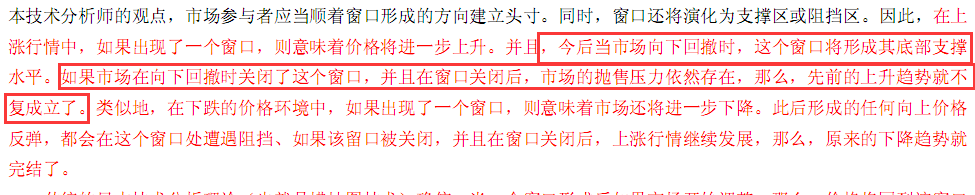 本技术分析师的观点，市场参与者应当顺着窗口形成的方向建立头寸。同时，窗口还将演化为支撑区或阻挡区。因此，在上
涨行情中，如果出现了一个窗口，则意味着价格将进一步上升。并且，今后当市场向下回撤时，这个窗口将形成其底部支撑
水平。如果市场在向下回撤时关闭了这个窗口，并且在窗口关闭后，市场的抛售压力依然存在，那么，先前的上升趋势就不
复成立了。类似地，在下跌的价格环境中，如果出现了一个窗口，则意味着市场还将进一步下降。此后形成的任何向上价格
反弹，都会在这个窗口处遭遇阻挡、如果该留口被关闭，并且在窗口关闭后，上涨行情继续发展，那么，原来的下降趋势就
完结了。